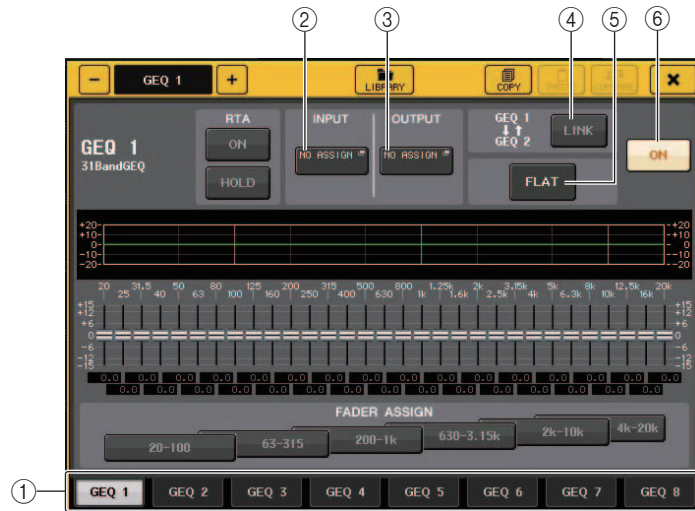 ② ③ ④ ⑤ ⑥
− GEQ 1 + LIBRARY COPY PASTE COMPARE ×
RTA INPUT OUTPUT GEQ 1 ↓↑ GEQ 2 LINK
GEQ 1
31BandGEQ
ON NO ASSIGN NO ASSIGN ON
HOLD FLAT
+20 +20
+10 +10
0 0
-10 -10
-20 -20
20 31.5 50 80 125 200 315 500 800 1.25k 2k 3.15k 5k 8k 12.5k 20k
25 40 63 100 160 250 400 630 1k 1.6k 2.5k 4k 6.3k 10k 16k
+15 +15
+12 +12
+6 +6
0 0
-6 -6
-12 -12
-15 -15
0.0 0.0 0.0 0.0 0.0 0.0 0.0 0.0 0.0 0.0 0.0 0.0 0.0 0.0 0.0 0.0
0.0 0.0 0.0 0.0 0.0 0.0 0.0 0.0 0.0 0.0 0.0 0.0 0.0 0.0 0.0
FADER ASSIGN
20-100 63-315 200-1k 630-3.15k 2k-10k 4k-20k
① GEQ 1 GEQ 2 GEQ 3 GEQ 4 GEQ 5 GEQ 6 GEQ 7 GEQ 8